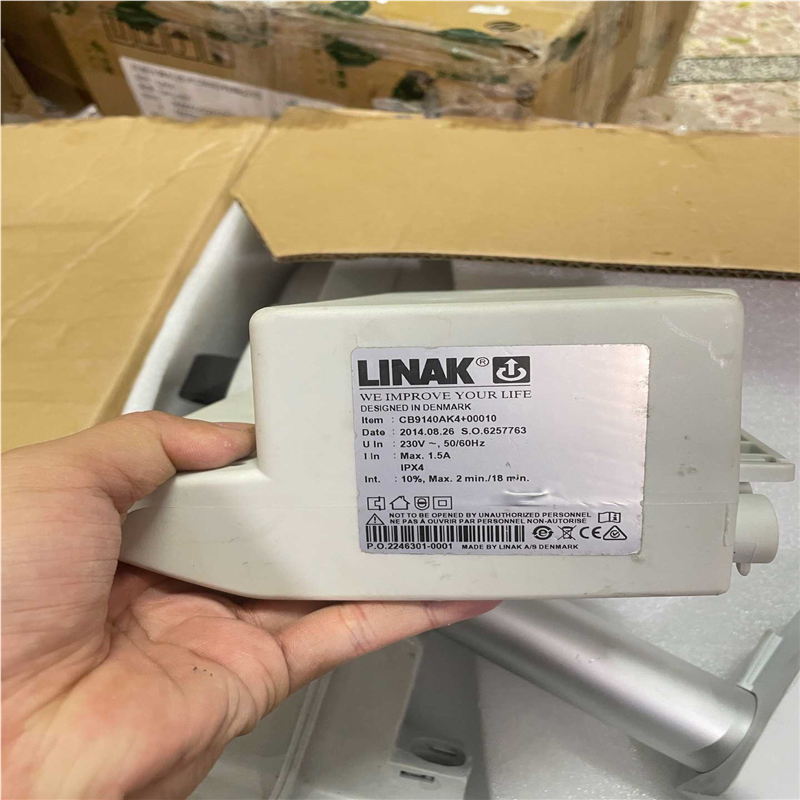 LINAK®
WE IMPROVE YOUR LIFE
DESIGNED IN DENMARK
Item : CB9140AK4+00010
Date : 2014.08.26 S.O.6257763
U In : 230V ~, 50/60Hz
I In : Max. 1.5A
IPX4
Int. : 10%, Max. 2 min./18 min.
NOT TO BE OPENED BY UNAUTHORIZED PERSONNEL
NE PAS À OUVRIR PAR PERSONNEL NON-AUTORISÉ
P.O.2246301-0001 MADE BY LINAK A/S DENMARK